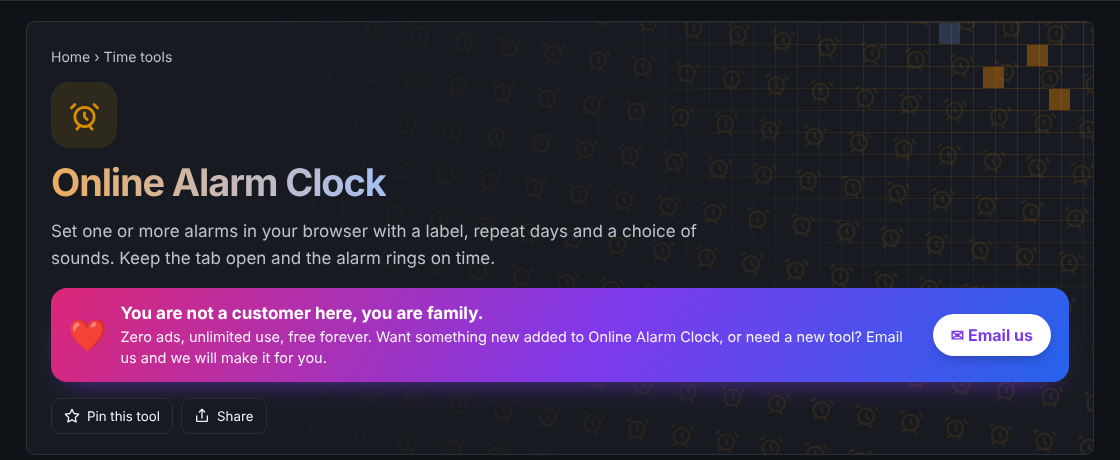 Home › Time tools
Online Alarm Clock
Set one or more alarms in your browser with a label, repeat days and a choice of
sounds. Keep the tab open and the alarm rings on time.
You are not a customer here, you are family.
Zero ads, unlimited use, free forever. Want something new added to Online Alarm Clock, or need a new tool? Email
us and we will make it for you.
✉ Email us
Pin this tool
Share